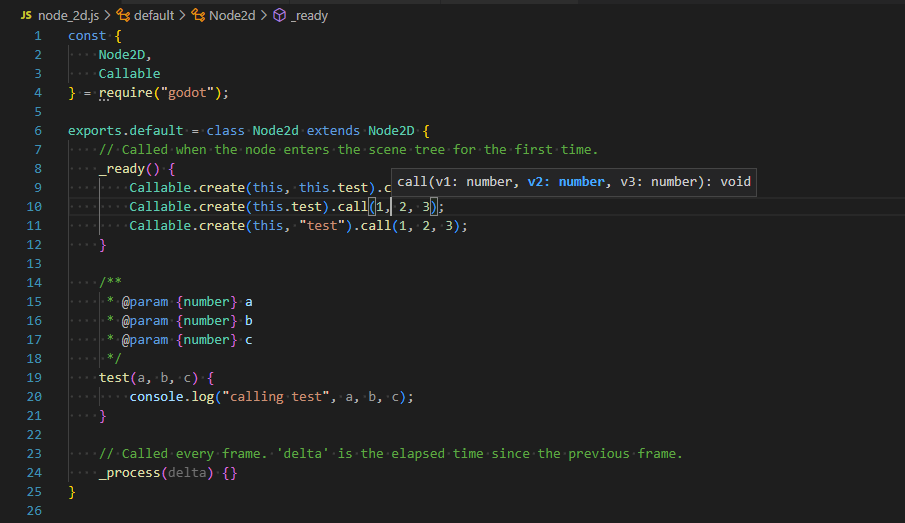 JS node_2d.js > default > Node2d > _ready
1 const {
2     Node2D,
3     Callable
4 } = require("godot");
5
6 exports.default = class Node2d extends Node2D {
7     // Called when the node enters the scene tree for the first time.
8     _ready() {
9         Callable.create(this, this.test).c
call(v1: number, v2: number, v3: number): void
10         Callable.create(this.test).call(1, 2, 3);
11         Callable.create(this, "test").call(1, 2, 3);
12     }
13
14     /**
15      * @param {number} a
16      * @param {number} b
17      * @param {number} c
18      */
19     test(a, b, c) {
20         console.log("calling test", a, b, c);
21     }
22
23     // Called every frame. 'delta' is the elapsed time since the previous frame.
24     _process(delta) {}
25 }
26